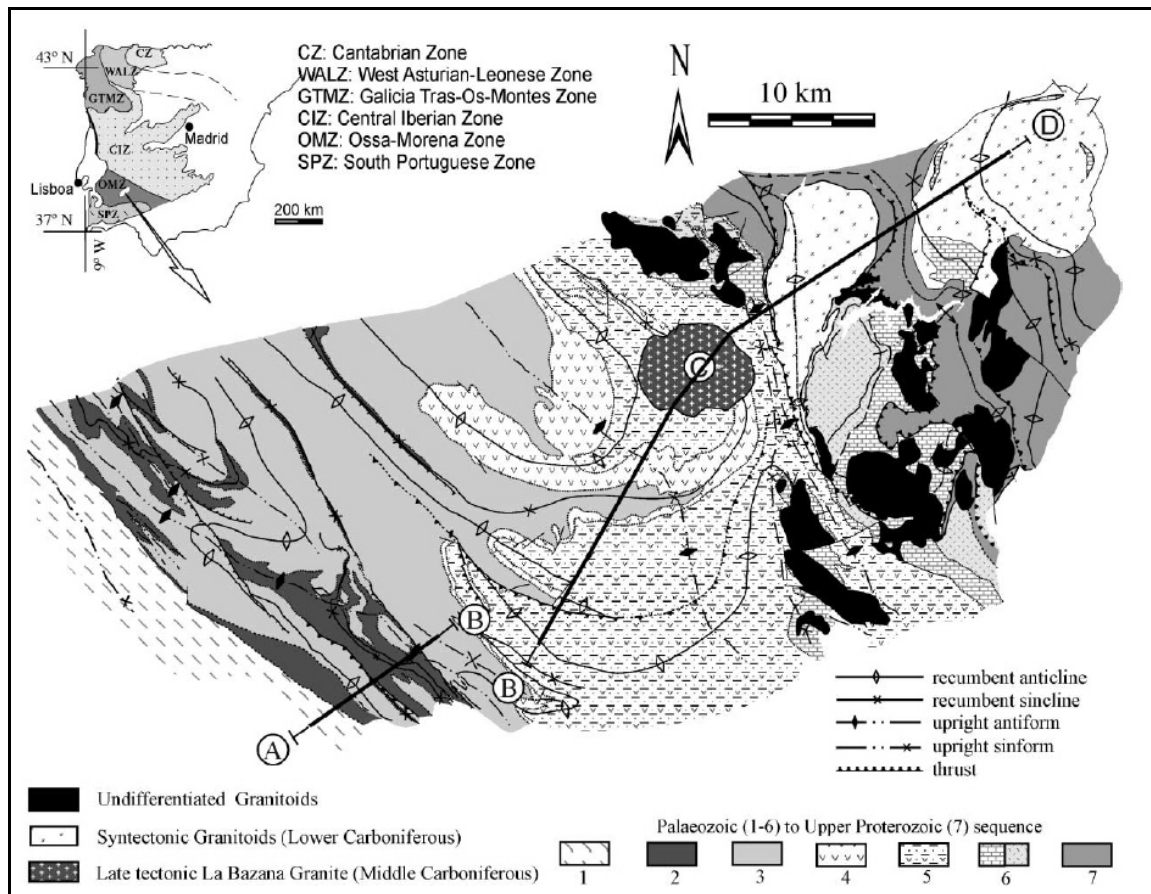 43° N
CZ
WALZ
GTMZ
CIZ
Madrid
Lisboa
OMZ
SPZ
37° N
9° W
200 km
CZ: Cantabrian Zone
WALZ: West Asturian-Leonese Zone
GTMZ: Galicia Tras-Os-Montes Zone
CIZ: Central Iberian Zone
OMZ: Ossa-Morena Zone
SPZ: South Portuguese Zone
N
10 km
D
C
B
B
A
recumbent anticline
recumbent sincline
upright antiform
upright sinform
thrust
Undifferentiated Granitoids
Syntectonic Granitoids (Lower Carboniferous)
Late tectonic La Bazana Granite (Middle Carboniferous)
Palaeozoic (1-6) to Upper Proterozoic (7) sequence
1 2 3 4 5 6 7